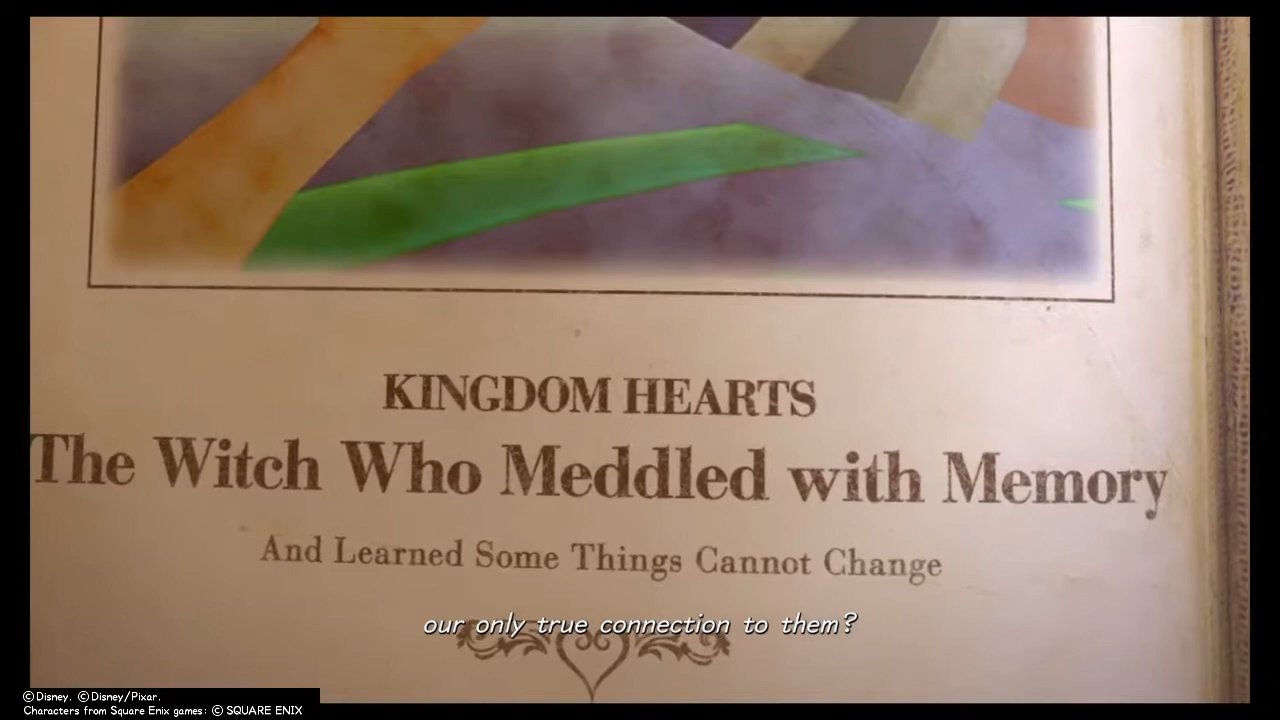 KINGDOM HEARTS
The Witch Who Meddled with Memory
And Learned Some Things Cannot Change
our only true connection to them?
©Disney. ©Disney/Pixar.
Characters from Square Enix games: © SQUARE ENIX